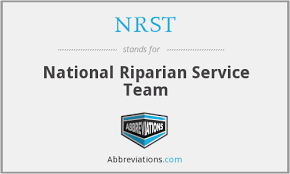 NRST
stands for
National Riparian Service
Team
ABBREVIATIONS
Abbreviations.com